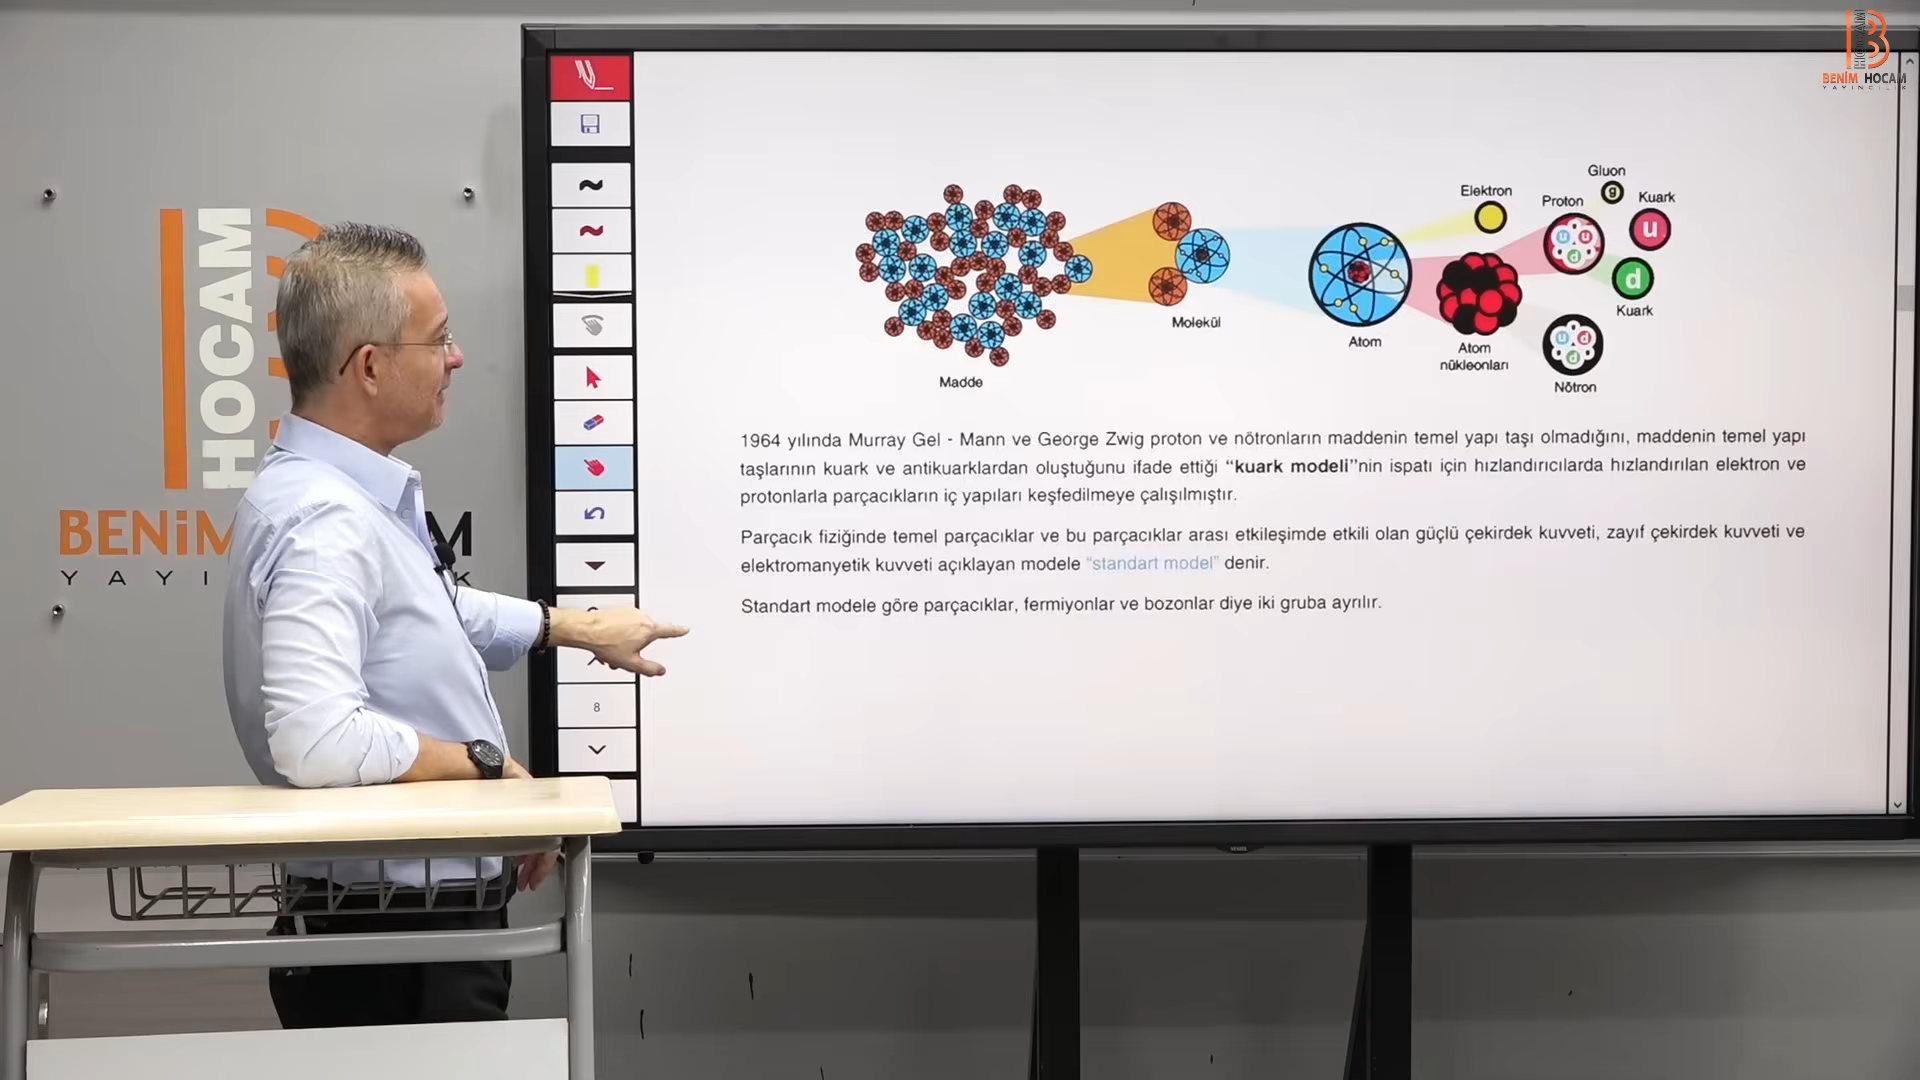 BENİM HOCAM
YAYINCILIK
HOCAM
BENİM
M
YAYI
K
8
Gluon
g
Elektron
Proton
Kuark
u
u u
d
d
Kuark
Molekül
Atom
Atom
nükleonları
u d
d
Nötron
Madde
1964 yılında Murray Gel - Mann ve George Zwig proton ve nötronların maddenin temel yapı taşı olmadığını, maddenin temel yapı
taşlarının kuark ve antikuarklardan oluştuğunu ifade ettiği “kuark modeli”nin ispatı için hızlandırıcılarda hızlandırılan elektron ve
protonlarla parçacıkların iç yapıları keşfedilmeye çalışılmıştır.
Parçacık fiziğinde temel parçacıklar ve bu parçacıklar arası etkileşimde etkili olan güçlü çekirdek kuvveti, zayıf çekirdek kuvveti ve
elektromanyetik kuvveti açıklayan modele “standart model” denir.
Standart modele göre parçacıklar, fermiyonlar ve bozonlar diye iki gruba ayrılır.